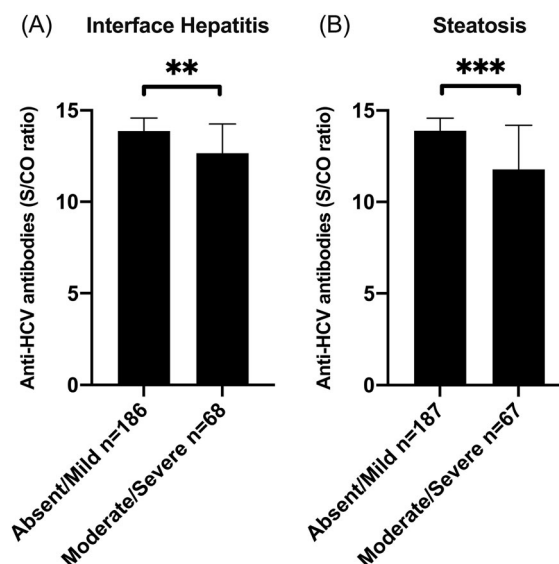 (A) Interface Hepatitis
**
Anti-HCV antibodies (S/CO ratio)
15
10
5
0
Absent/Mild n=186
Moderate/Severe n=68
(B) Steatosis
***
Anti-HCV antibodies (S/CO ratio)
15
10
5
0
Absent/Mild n=187
Moderate/Severe n=67